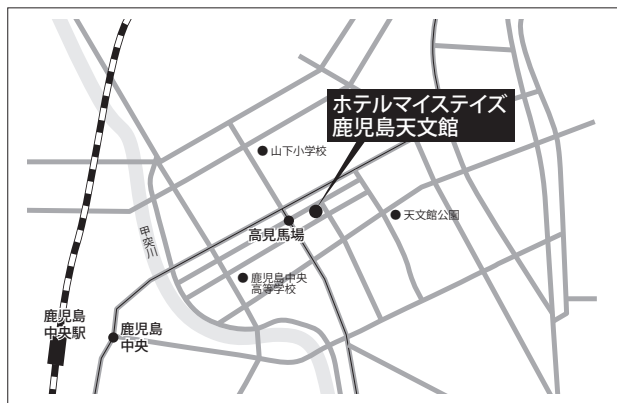 ホテルマイステイズ
鹿児島天文館
山下小学校
天文館公園
高見馬場
甲突川
鹿児島中央
高等学校
鹿児島
中央駅
鹿児島
中央